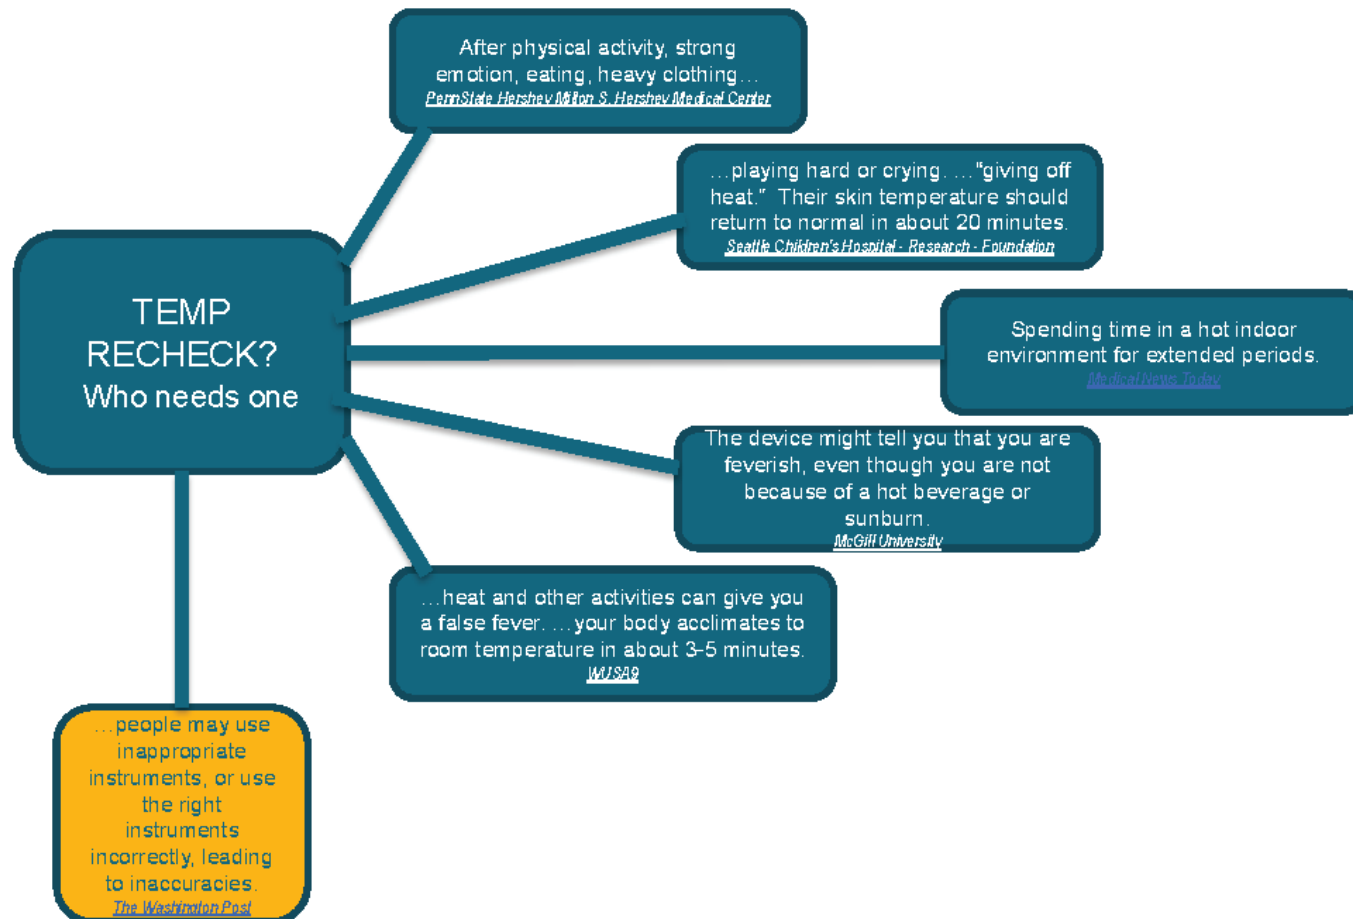 After physical activity, strong
emotion, eating, heavy clothing…
PennState Hershey Milton S. Hershey Medical Center
…playing hard or crying. …“giving off
heat.” Their skin temperature should
return to normal in about 20 minutes.
Seattle Children's Hospital - Research - Foundation
TEMP
RECHECK?
Who needs one
Spending time in a hot indoor
environment for extended periods.
Medical News Today
The device might tell you that you are
feverish, even though you are not
because of a hot beverage or
sunburn.
McGill University
…heat and other activities can give you
a false fever. …your body acclimates to
room temperature in about 3-5 minutes.
WUSA9
…people may use
inappropriate
instruments, or use
the right
instruments
incorrectly, leading
to inaccuracies.
The Washington Post